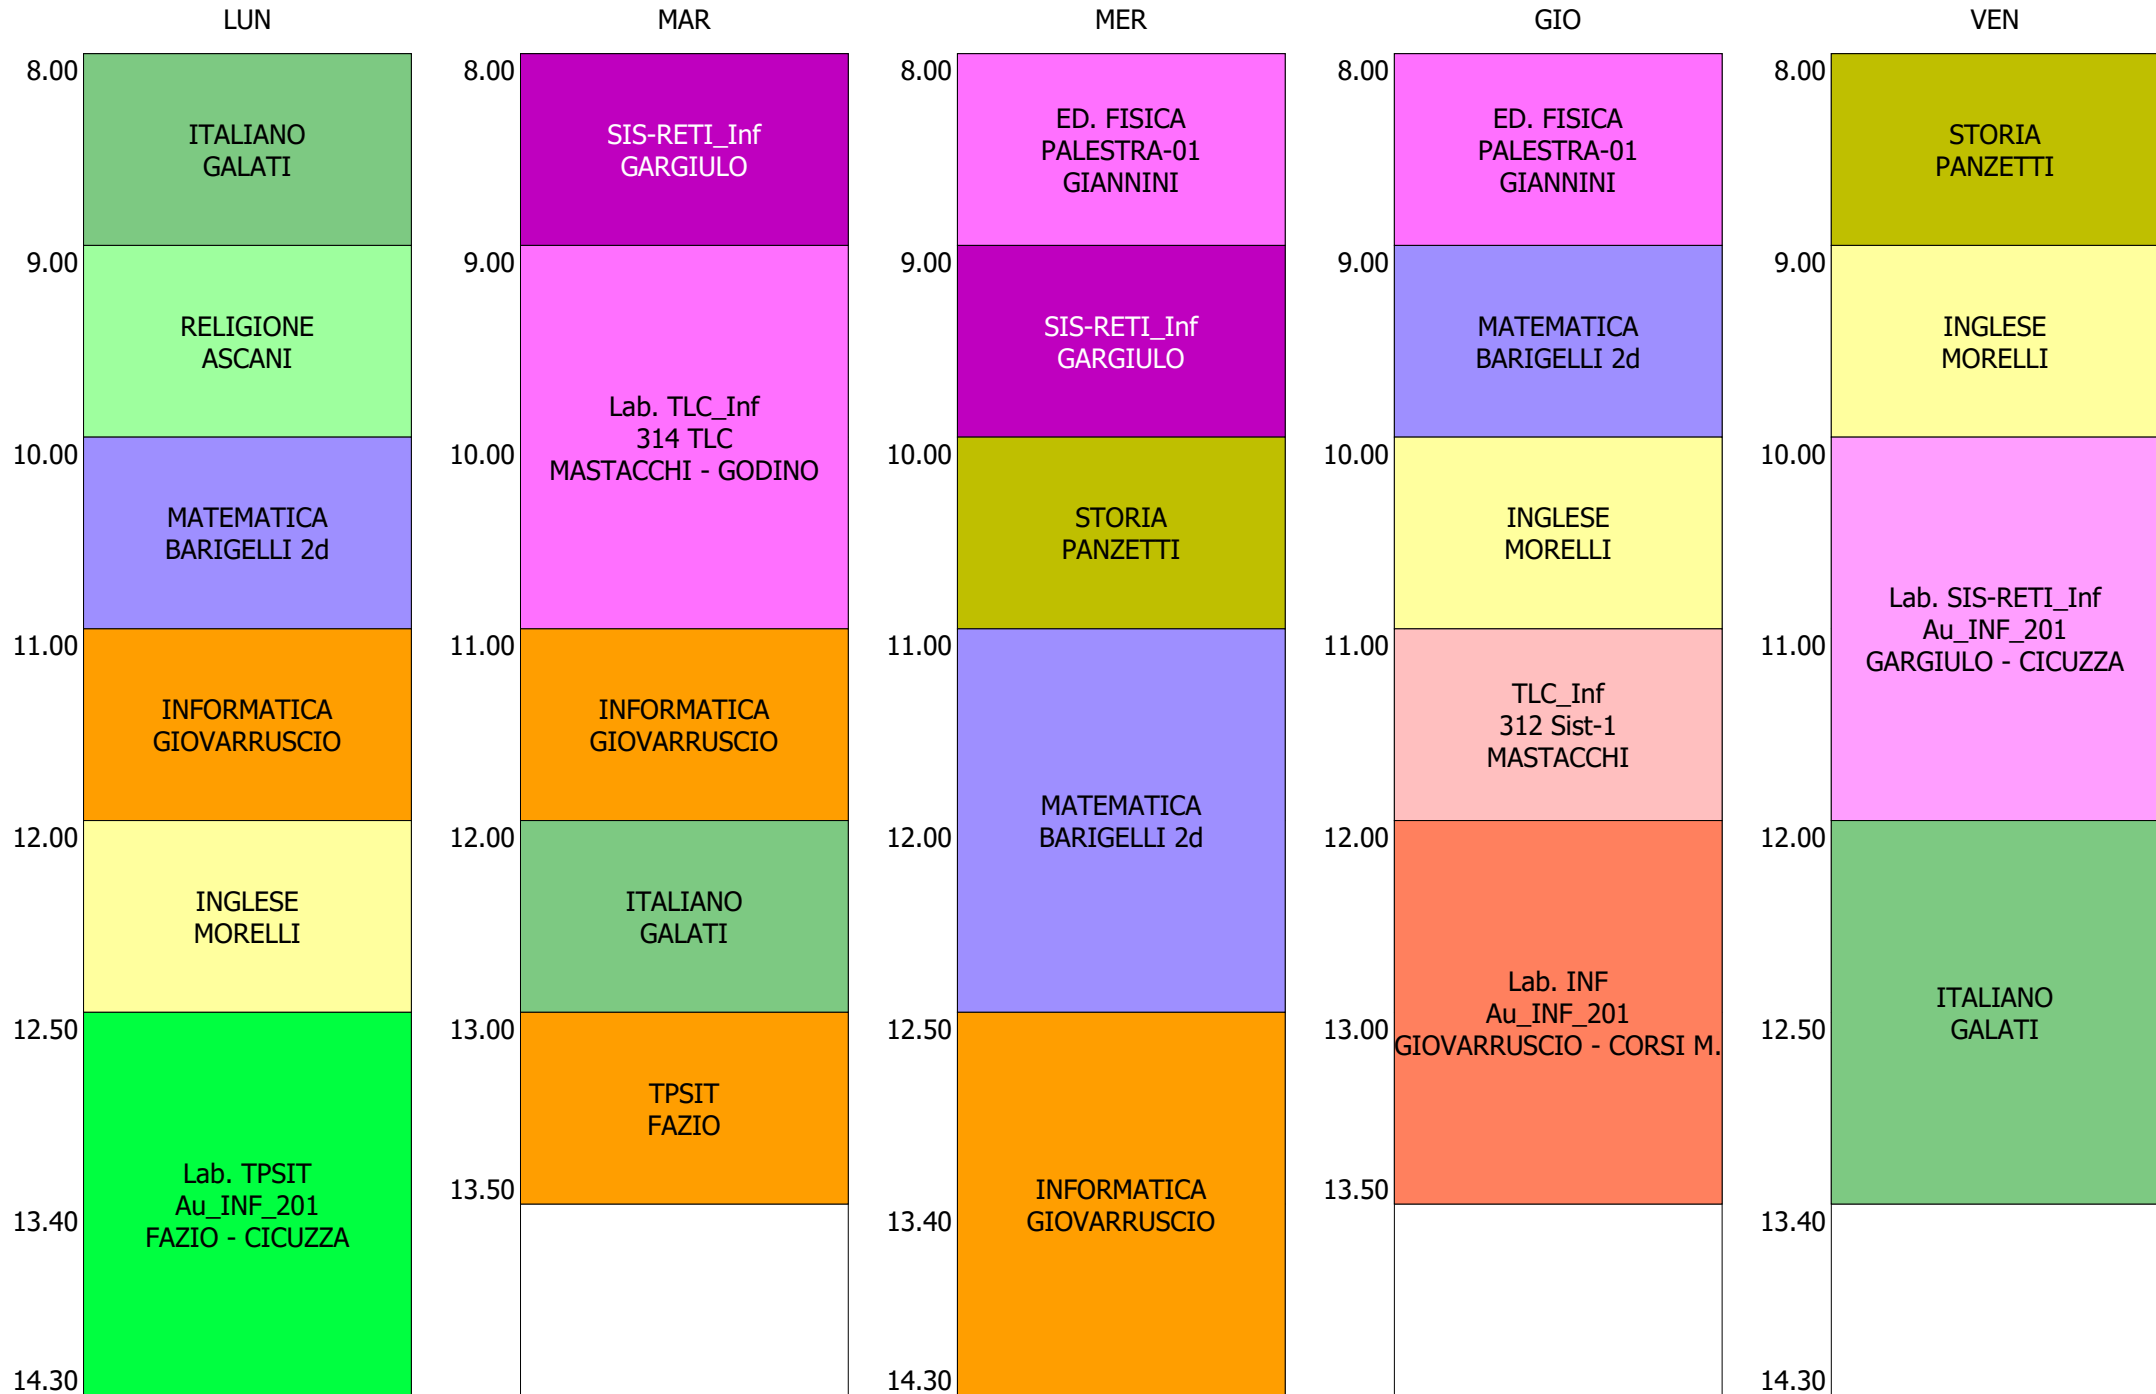 LUN
MAR
MER
GIO
VEN
8.00
ITALIANO
GALATI
9.00
RELIGIONE
ASCANI
10.00
MATEMATICA
BARIGELLI 2d
11.00
INFORMATICA
GIOVARRUSCIO
12.00
INGLESE
MORELLI
12.50
Lab. TPSIT
Au_INF_201
FAZIO - CICUZZA
13.40
14.30
8.00
SIS-RETI_Inf
GARGIULO
9.00
Lab. TLC_Inf
314 TLC
MASTACCHI - GODINO
10.00
11.00
INFORMATICA
GIOVARRUSCIO
12.00
ITALIANO
GALATI
13.00
TPSIT
FAZIO
13.50
8.00
ED. FISICA
PALESTRA-01
GIANNINI
9.00
SIS-RETI_Inf
GARGIULO
10.00
STORIA
PANZETTI
11.00
MATEMATICA
BARIGELLI 2d
12.00
12.50
INFORMATICA
GIOVARRUSCIO
13.40
14.30
8.00
ED. FISICA
PALESTRA-01
GIANNINI
9.00
MATEMATICA
BARIGELLI 2d
10.00
INGLESE
MORELLI
11.00
TLC_Inf
312 Sist-1
MASTACCHI
12.00
Lab. INF
Au_INF_201
GIOVARRUSCIO - CORSI M.
13.00
13.50
8.00
STORIA
PANZETTI
9.00
INGLESE
MORELLI
10.00
Lab. SIS-RETI_Inf
Au_INF_201
GARGIULO - CICUZZA
11.00
12.00
ITALIANO
GALATI
12.50
13.40
14.30